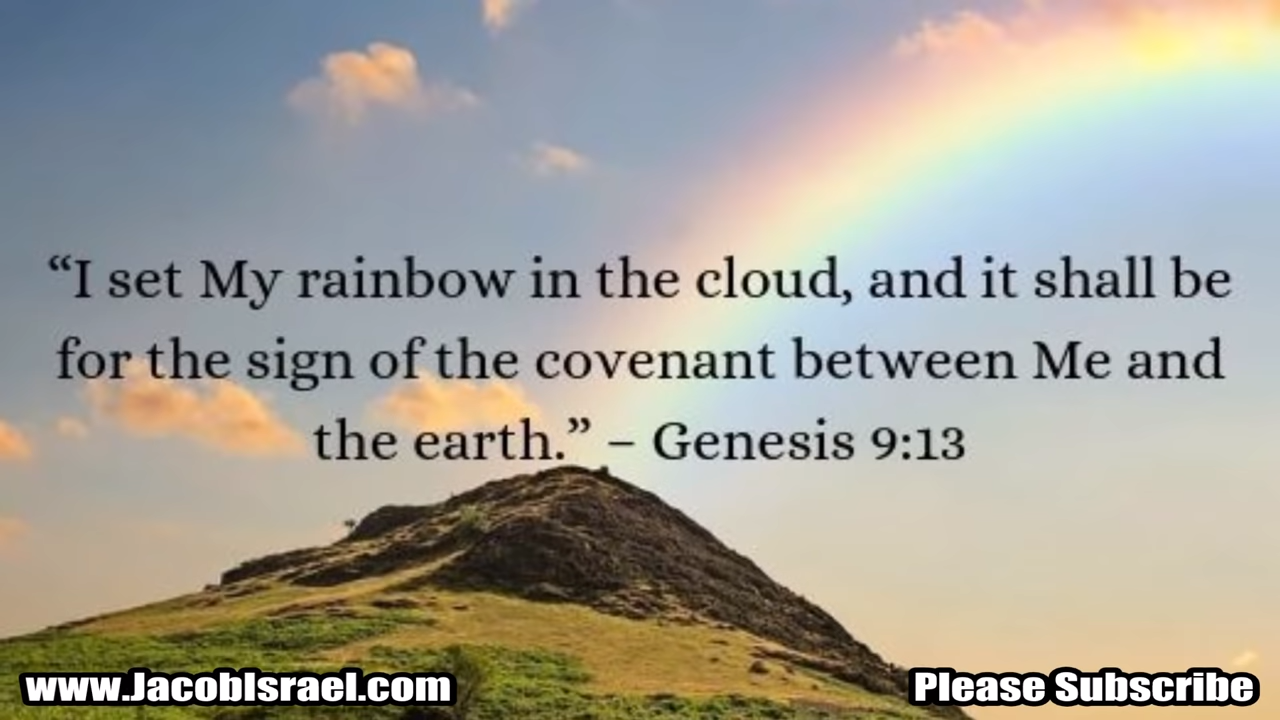 “I set My rainbow in the cloud, and it shall be
for the sign of the covenant between Me and
the earth.” – Genesis 9:13
www.JacobIsrael.com
Please Subscribe